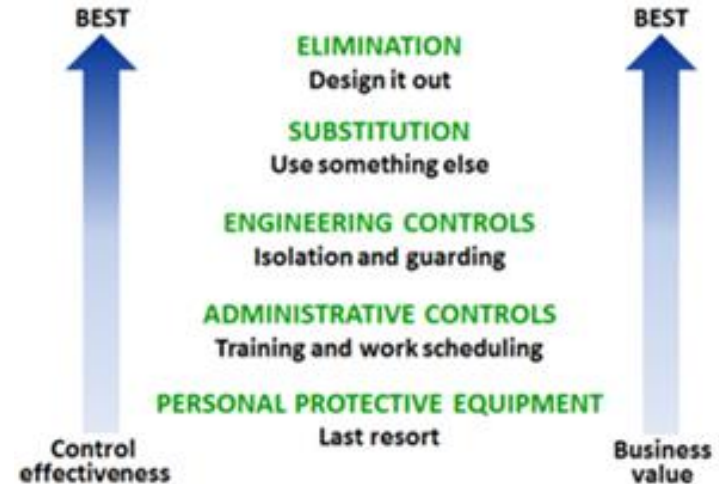 BEST
BEST
ELIMINATION
Design it out
SUBSTITUTION
Use something else
ENGINEERING CONTROLS
Isolation and guarding
ADMINISTRATIVE CONTROLS
Training and work scheduling
PERSONAL PROTECTIVE EQUIPMENT
Last resort
Control
effectiveness
Business
value